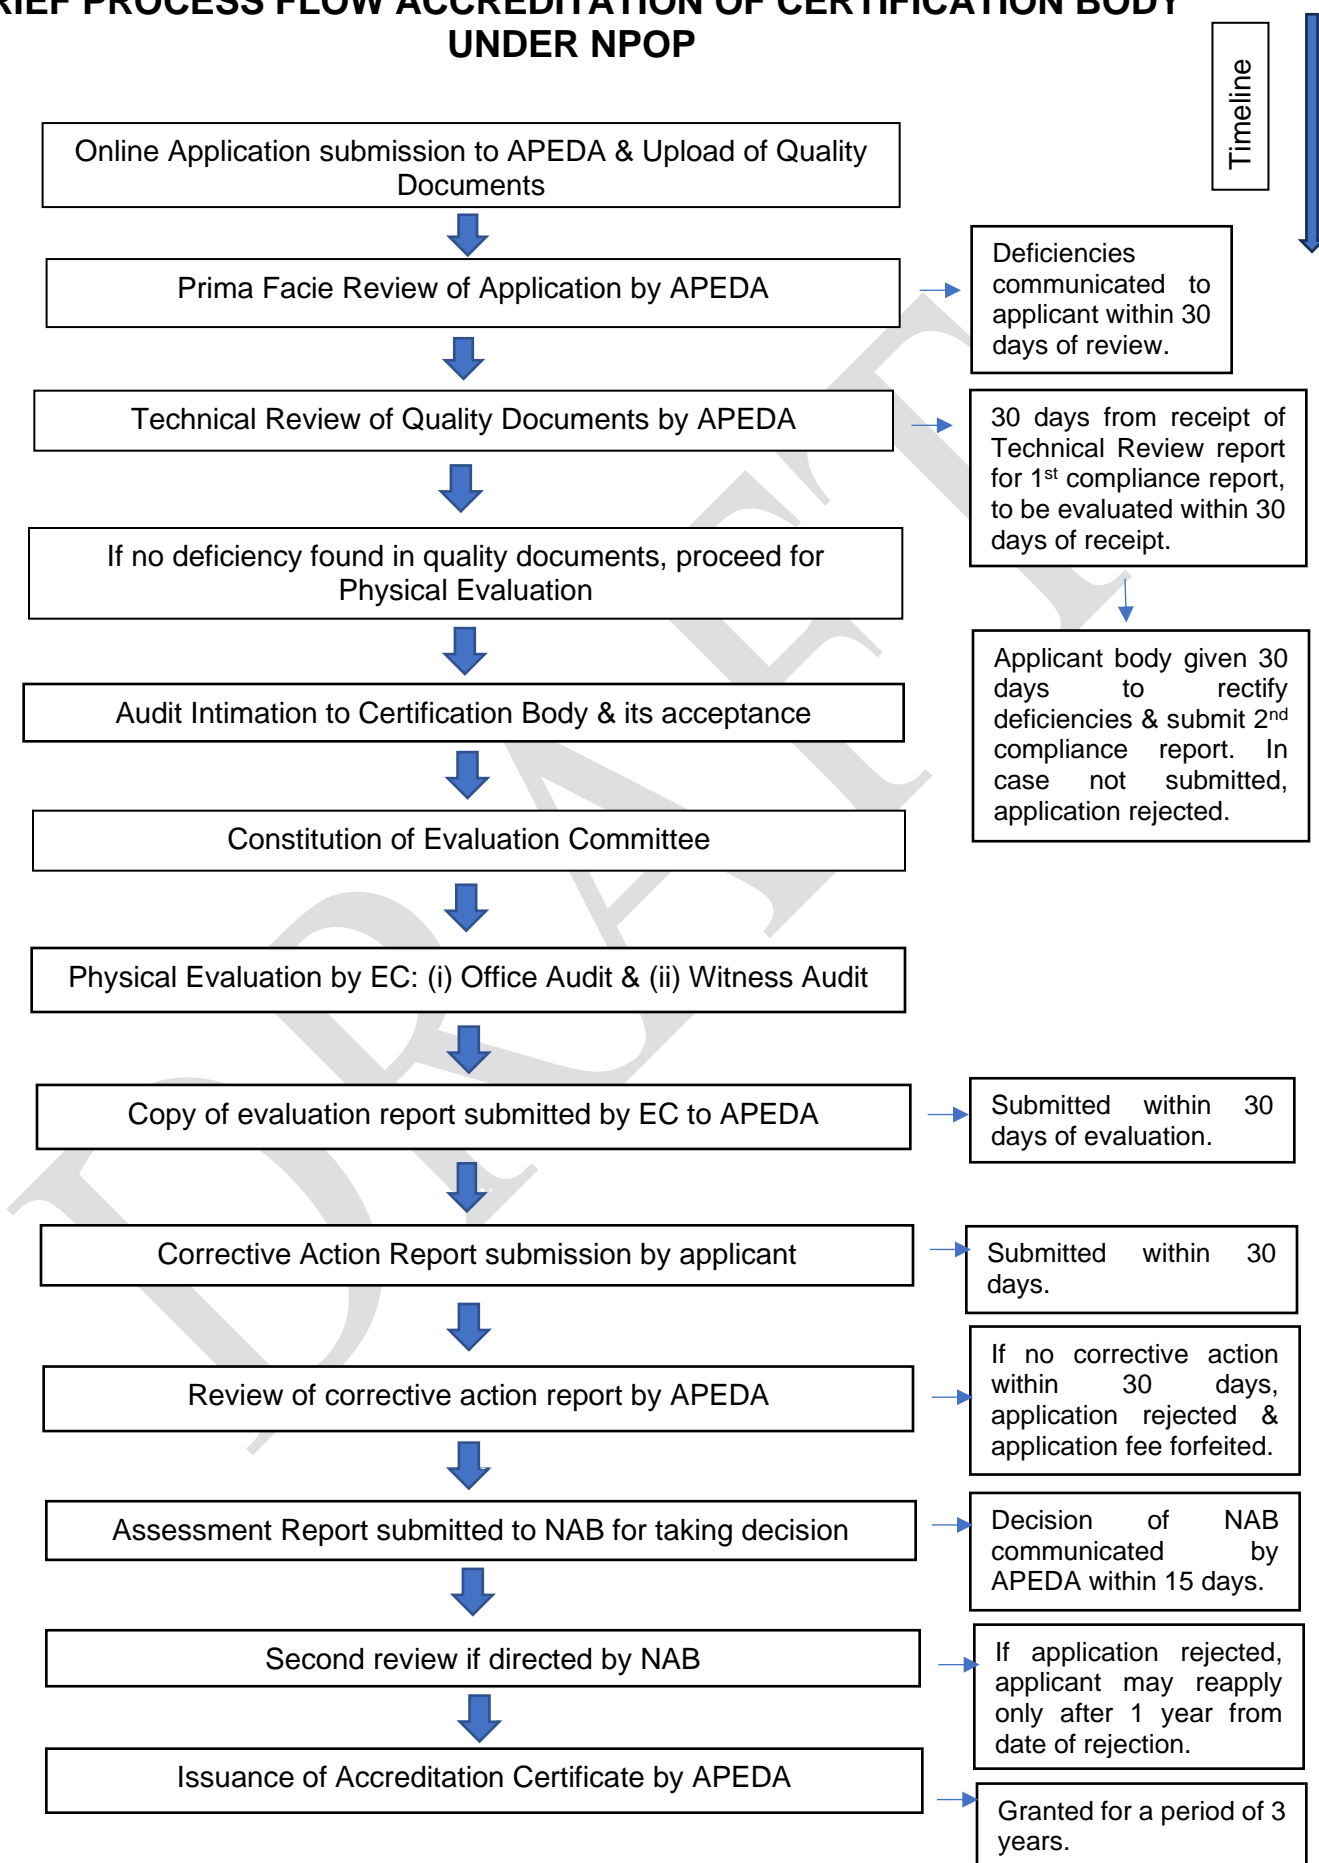 RIEF PROCESS FLOW ACCREDITATION OF CERTIFICATION BODY
UNDER NPOP
Timeline
Online Application submission to APEDA & Upload of Quality
Documents
Prima Facie Review of Application by APEDA
Deficiencies
communicated to
applicant within 30
days of review.
Technical Review of Quality Documents by APEDA
30 days from receipt of
Technical Review report
for 1st compliance report,
to be evaluated within 30
days of receipt.
If no deficiency found in quality documents, proceed for
Physical Evaluation
Applicant body given 30
days to rectify
deficiencies & submit 2nd
compliance report. In
case not submitted,
application rejected.
Audit Intimation to Certification Body & its acceptance
Constitution of Evaluation Committee
Physical Evaluation by EC: (i) Office Audit & (ii) Witness Audit
Copy of evaluation report submitted by EC to APEDA
Submitted within 30
days of evaluation.
Corrective Action Report submission by applicant
Submitted within 30
days.
Review of corrective action report by APEDA
If no corrective action
within 30 days,
application rejected &
application fee forfeited.
Assessment Report submitted to NAB for taking decision
Decision of NAB
communicated by
APEDA within 15 days.
Second review if directed by NAB
If application rejected,
applicant may reapply
only after 1 year from
date of rejection.
Issuance of Accreditation Certificate by APEDA
Granted for a period of 3
years.
DRAFT